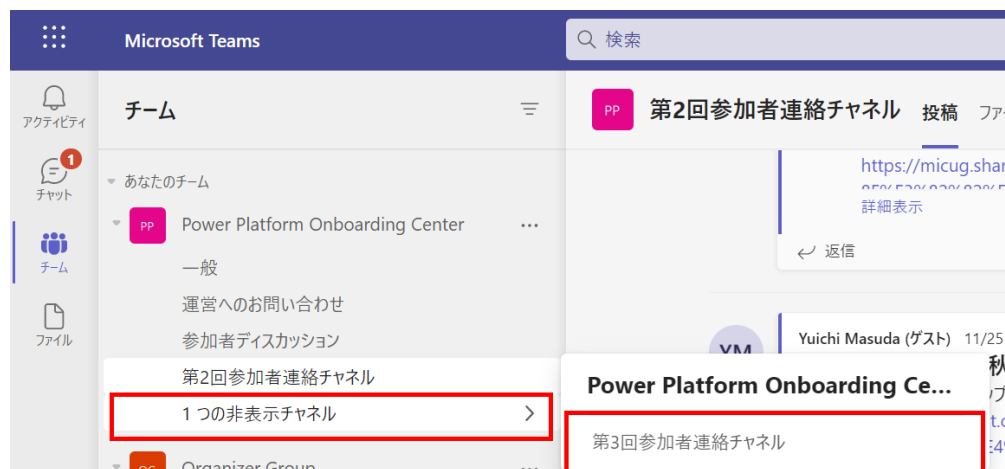 Microsoft Teams
検索
アクティビティ
1
チャット
チーム
ファイル
チーム
あなたのチーム
PP Power Platform Onboarding Center
一般
運営へのお問い合わせ
参加者ディスカッション
第2回参加者連絡チャネル
1 つの非表示チャネル
OG Organizer Group
PP 第2回参加者連絡チャネル 投稿
https://micug.shar
詳細表示
返信
YM
Yuichi Masuda (ゲスト) 11/25
秋
Power Platform Onboarding Ce...
第3回参加者連絡チャネル